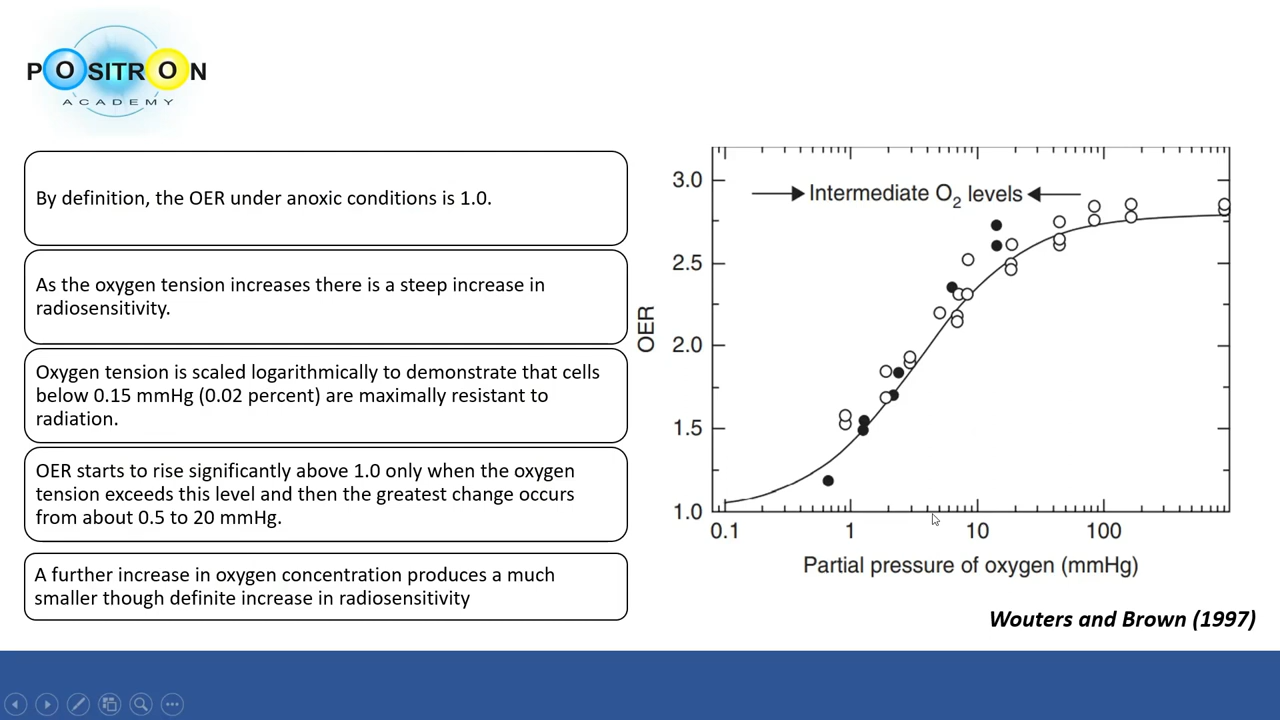 POSITRON
ACADEMY
By definition, the OER under anoxic conditions is 1.0.
As the oxygen tension increases there is a steep increase in
radiosensitivity.
Oxygen tension is scaled logarithmically to demonstrate that cells
below 0.15 mmHg (0.02 percent) are maximally resistant to
radiation.
OER starts to rise significantly above 1.0 only when the oxygen
tension exceeds this level and then the greatest change occurs
from about 0.5 to 20 mmHg.
A further increase in oxygen concentration produces a much
smaller though definite increase in radiosensitivity
Intermediate O2 levels
3.0
2.5
2.0
1.5
1.0
OER
0.1 1 10 100
Partial pressure of oxygen (mmHg)
Wouters and Brown (1997)